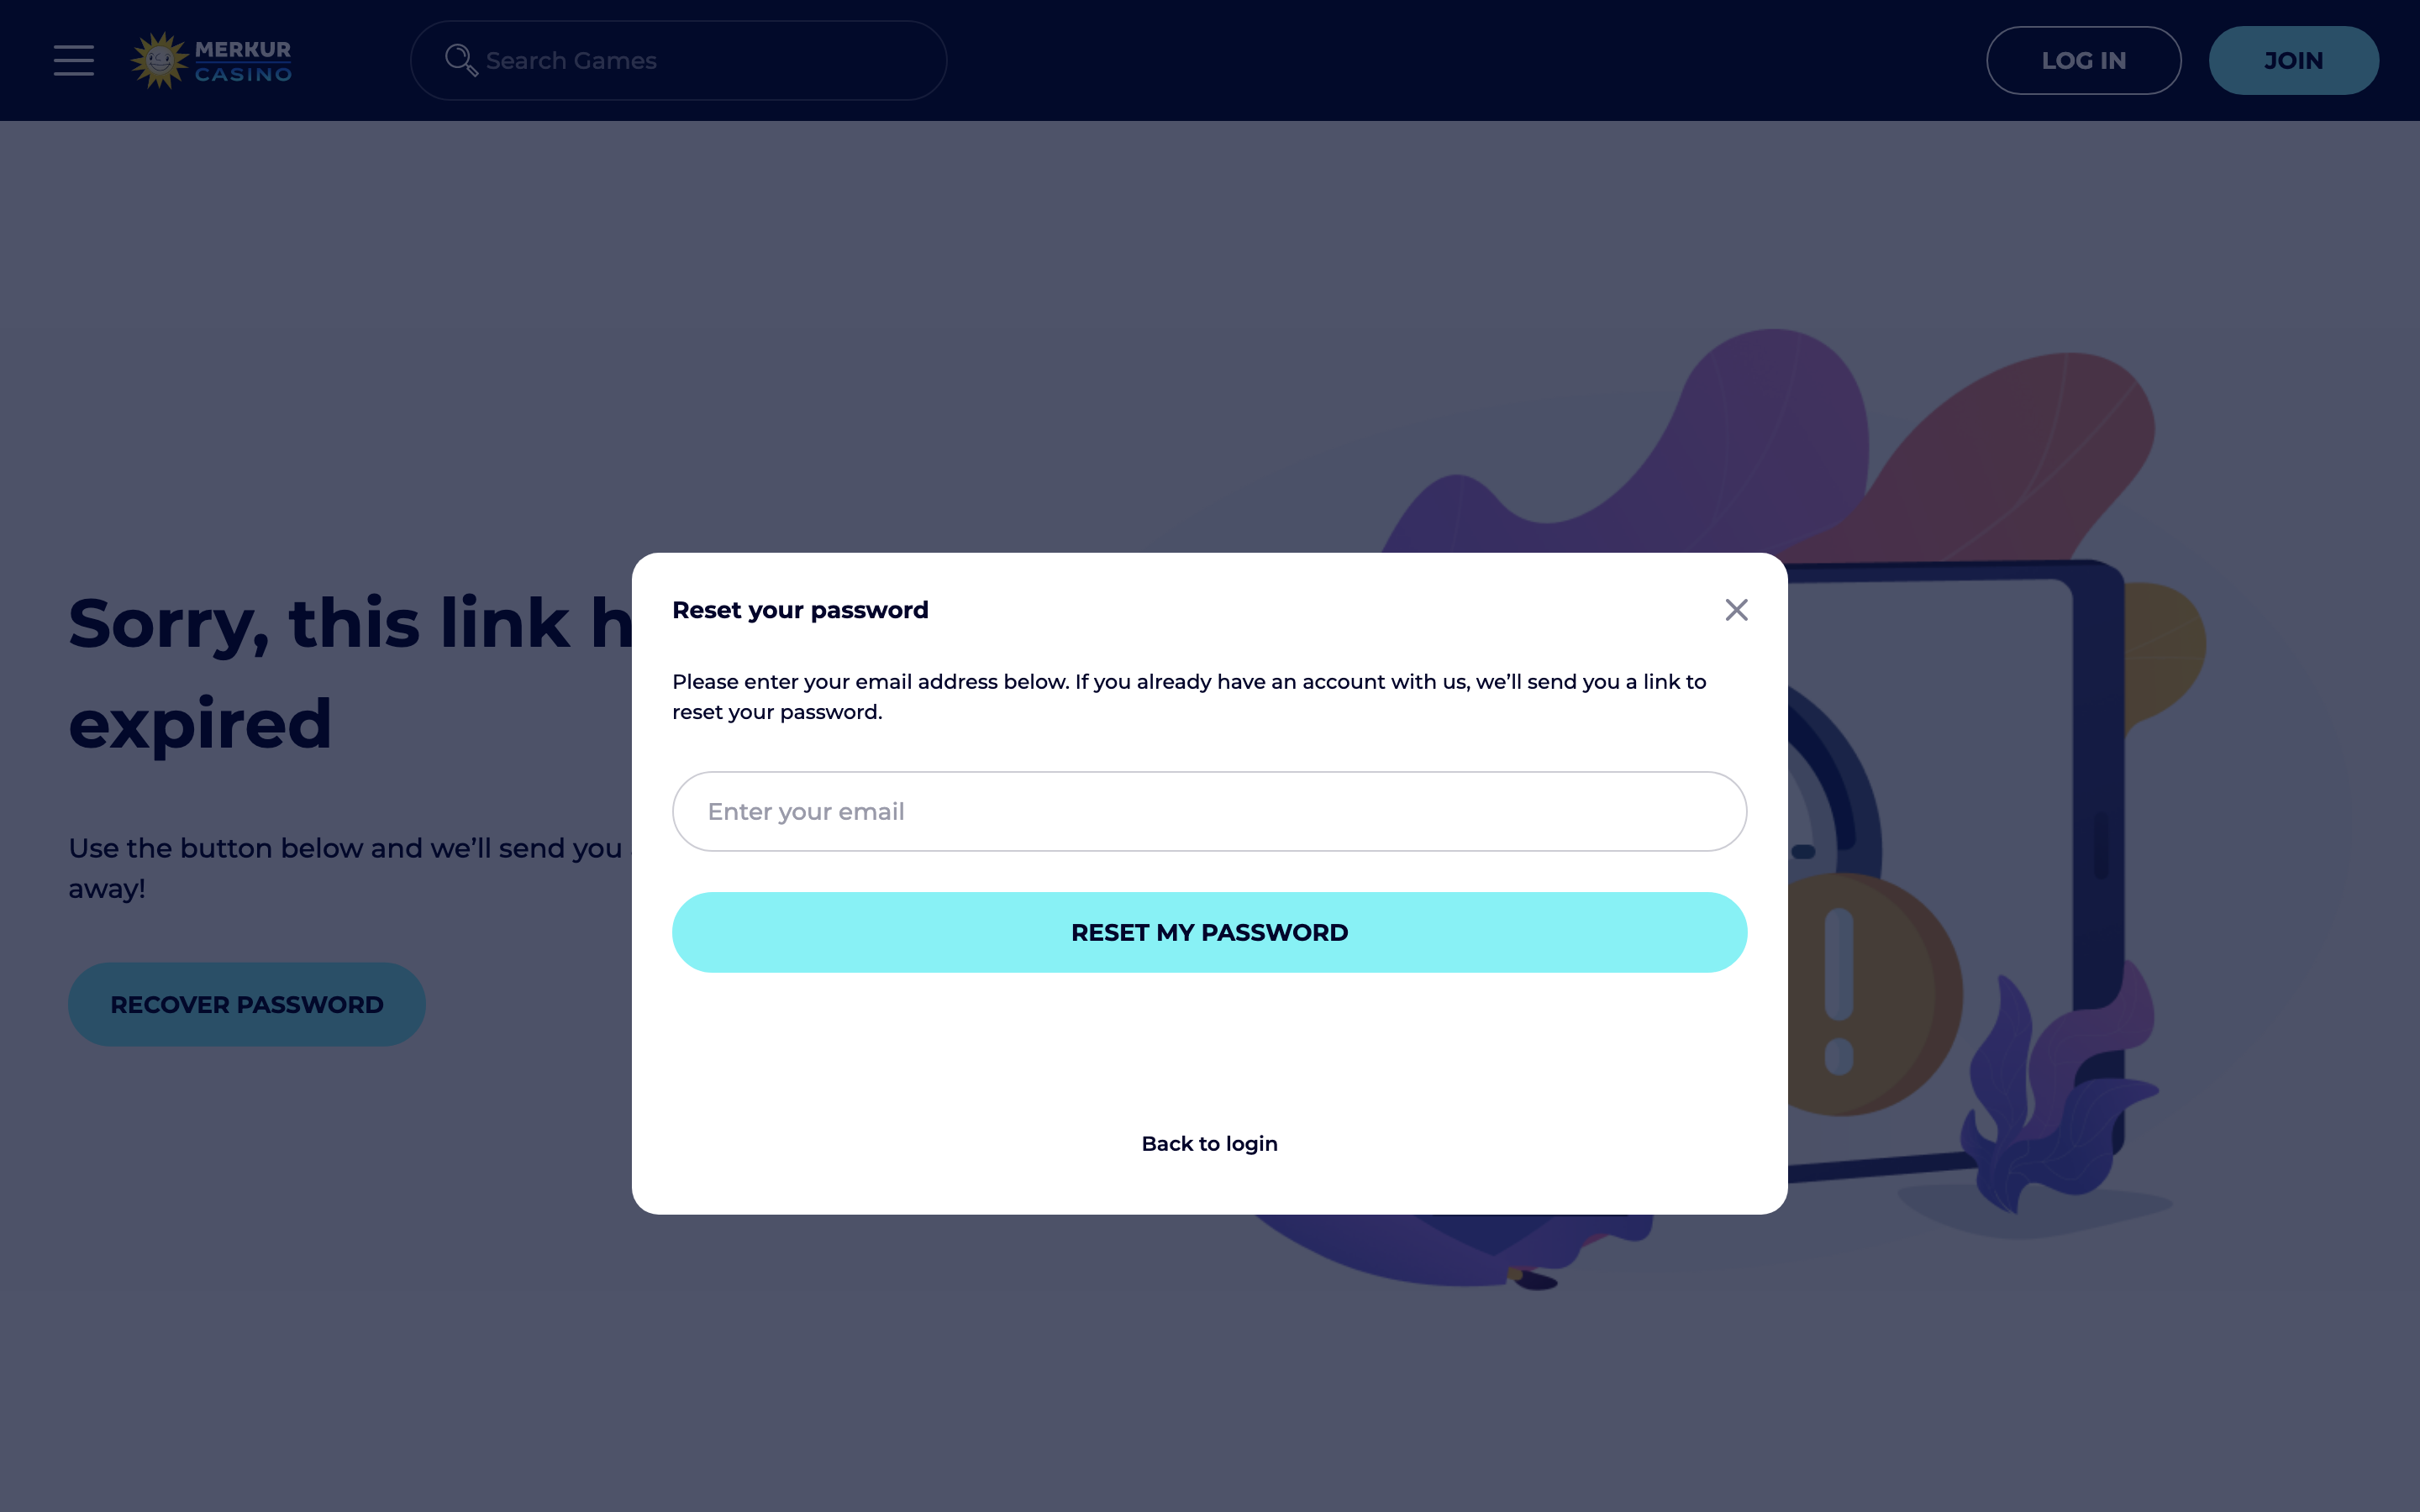 MERKUR
CASINO
Search Games
LOG IN
JOIN
Sorry, this link
expired
Use the button below and we’ll send you
away!
RECOVER PASSWORD
Reset your password
Please enter your email address below. If you already have an account with us, we’ll send you a link to
reset your password.
Enter your email
RESET MY PASSWORD
Back to login